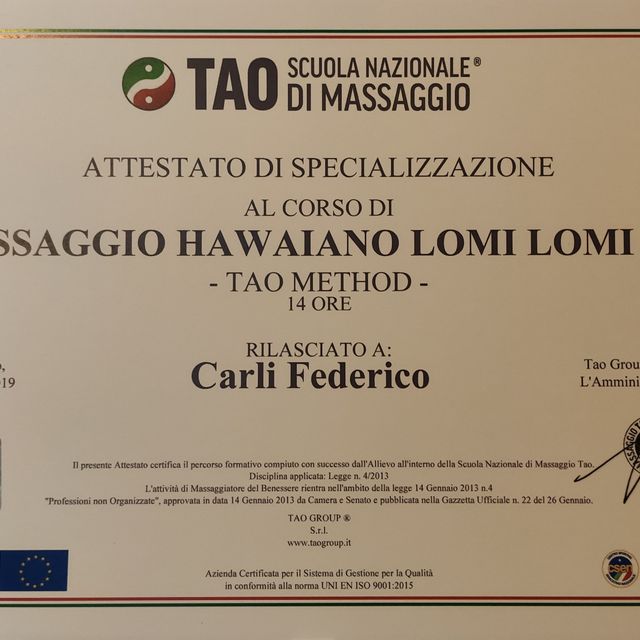 TAO SCUOLA NAZIONALE®
DI MASSAGGIO
ATTESTATO DI SPECIALIZZAZIONE
AL CORSO DI
SSAGGIO HAWAIANO LOMI LOMI
- TAO METHOD -
14 ORE
RILASCIATO A:
Carli Federico
019
Tao Grou
L'Ammini
Il presente Attestato certifica il percorso formativo compiuto con successo dall'Allievo all'interno della Scuola Nazionale di Massaggio Tao.
Disciplina applicata: Legge n. 4/2013
L'attività di Massaggiatore del Benessere rientra nell'ambito della legge 14 Gennaio 2013 n.4
"Professioni non Organizzate", approvata in data 14 Gennaio 2013 da Camera e Senato e pubblicata nella Gazzetta Ufficiale n. 22 del 26 Gennaio.
TAO GROUP ®
S.r.l.
www.taogroup.it
Azienda Certificata per il Sistema di Gestione per la Qualità
in conformità alla norma UNI EN ISO 9001:2015
csen